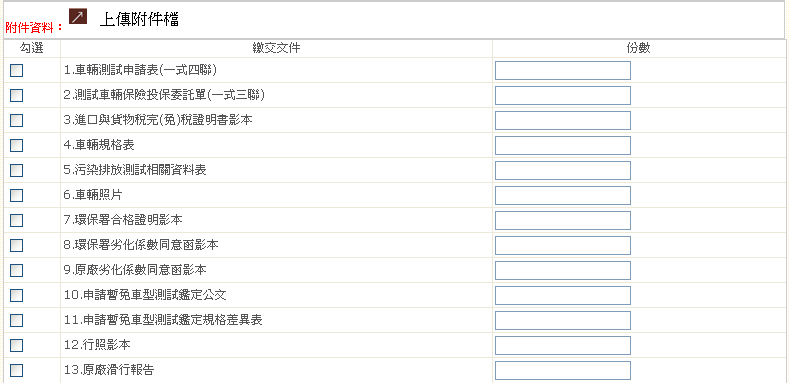 附件資料： 上傳附件檔
勾選 繳交文件 份數
1.車輛測試申請表(一式四聯)
2.測試車輛保險投保委託單(一式三聯)
3.進口與貨物稅完(免)稅證明書影本
4.車輛規格表
5.污染排放測試相關資料表
6.車輛照片
7.環保署合格證明影本
8.環保署劣化係數同意函影本
9.原廠劣化係數同意函影本
10.申請暫免車型測試鑑定公文
11.申請暫免車型測試鑑定規格差異表
12.行照影本
13.原廠滑行報告